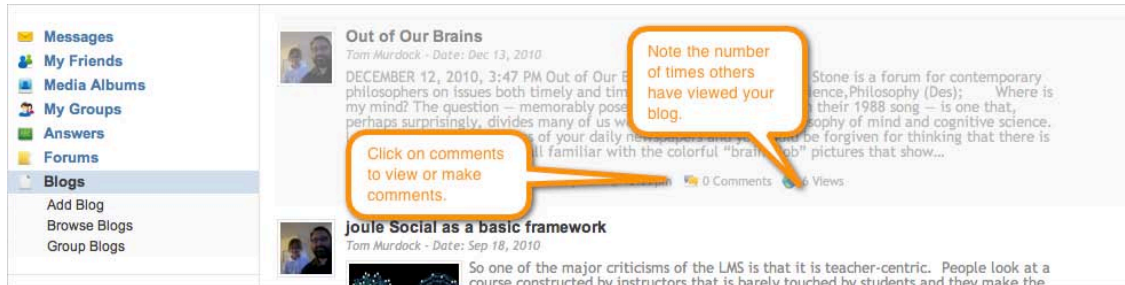 Messages
My Friends
Media Albums
My Groups
Answers
Forums
Blogs
Add Blog
Browse Blogs
Group Blogs
Out of Our Brains
Tom Murdock - Date: Dec 13, 2010
DECEMBER 12, 2010, 3:47 PM Out of Our Stone is a forum for contemporary
philosophers on issues both timely and Philosophy (Des); Where is
my mind? The question — memorably their 1988 song — is one that,
perhaps surprisingly, divides many of us of mind and cognitive science.
of your daily be forgiven for thinking that there is
familiar with the colorful pictures that show...
0 Comments 6 Views
Note the number
of times others
have viewed your
blog.
Click on comments
to view or make
comments.
joule Social as a basic framework
Tom Murdock - Date: Sep 18, 2010
So one of the major criticisms of the LMS is that it is teacher-centric. People look at a
course constructed by instructors that is barely touched by students and they make the